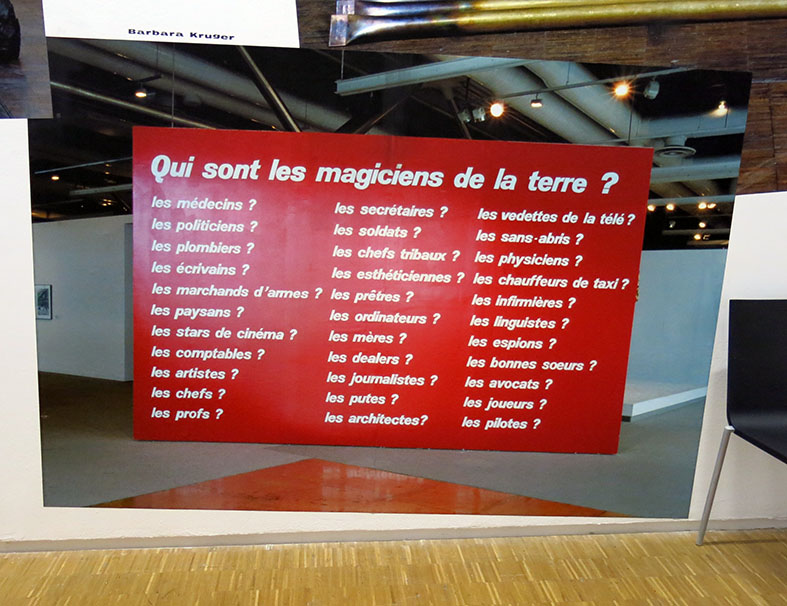 Barbara Kruger
Qui sont les magiciens de la terre ?
les médecins ?
les politiciens ?
les plombiers ?
les écrivains ?
les marchands d'armes ?
les paysans ?
les stars de cinéma ?
les comptables ?
les artistes ?
les chefs ?
les profs ?
les secrétaires ?
les soldats ?
les chefs tribaux ?
les esthéticiennes ?
les prêtres ?
les ordinateurs ?
les mères ?
les dealers ?
les journalistes ?
les putes ?
les architectes?
les vedettes de la télé ?
les sans-abris ?
les physiciens ?
les chauffeurs de taxi ?
les infirmières ?
les linguistes ?
les espions ?
les bonnes soeurs ?
les avocats ?
les joueurs ?
les pilotes ?